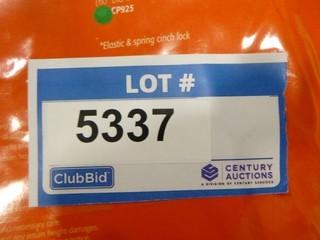 CP925
*Elastic & spring cinch lock
LOT #
5337
ClubBid
CENTURY
AUCTIONS
A DIVISION OF CENTURY SERVICES